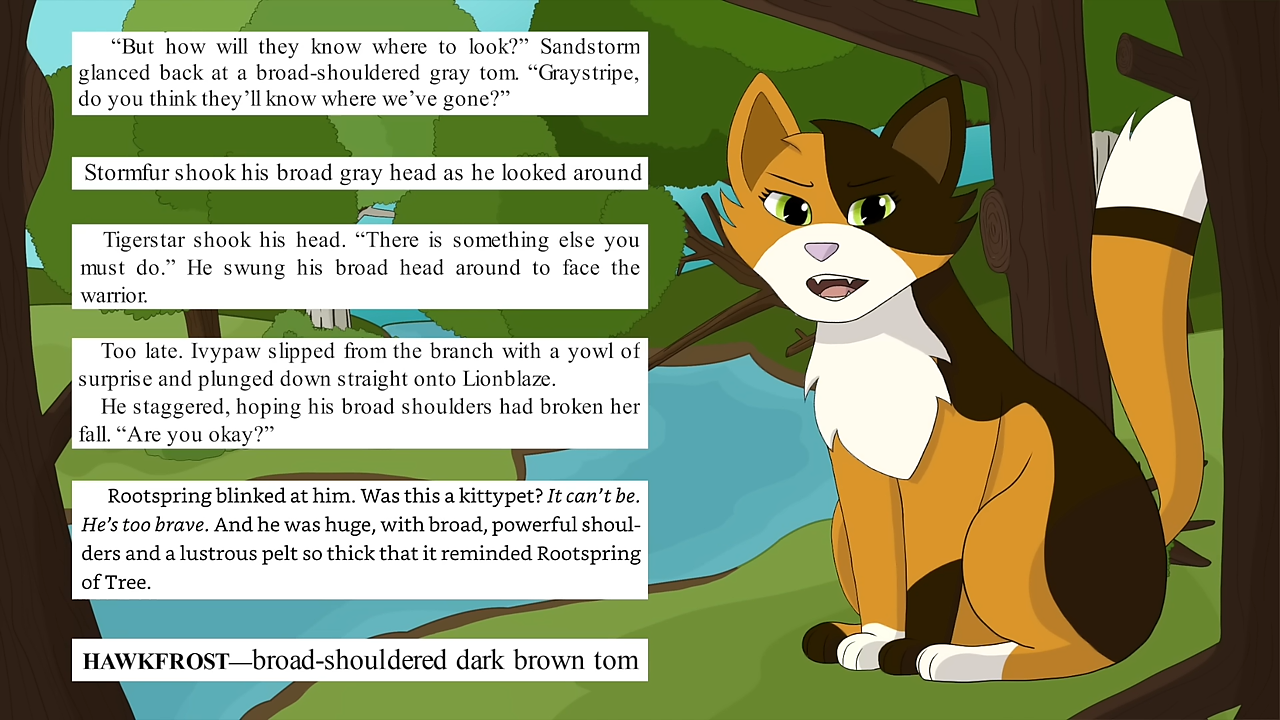 “But how will they know where to look?” Sandstorm
glanced back at a broad-shouldered gray tom. “Graystripe,
do you think they’ll know where we’ve gone?”
Stormfur shook his broad gray head as he looked around
Tigerstar shook his head. “There is something else you
must do.” He swung his broad head around to face the
warrior.
Too late. Ivypaw slipped from the branch with a yowl of
surprise and plunged down straight onto Lionblaze.
He staggered, hoping his broad shoulders had broken her
fall. “Are you okay?”
Rootspring blinked at him. Was this a kittypet? It can’t be.
He’s too brave. And he was huge, with broad, powerful shoul-
ders and a lustrous pelt so thick that it reminded Rootspring
of Tree.
HAWKFROST—broad-shouldered dark brown tom